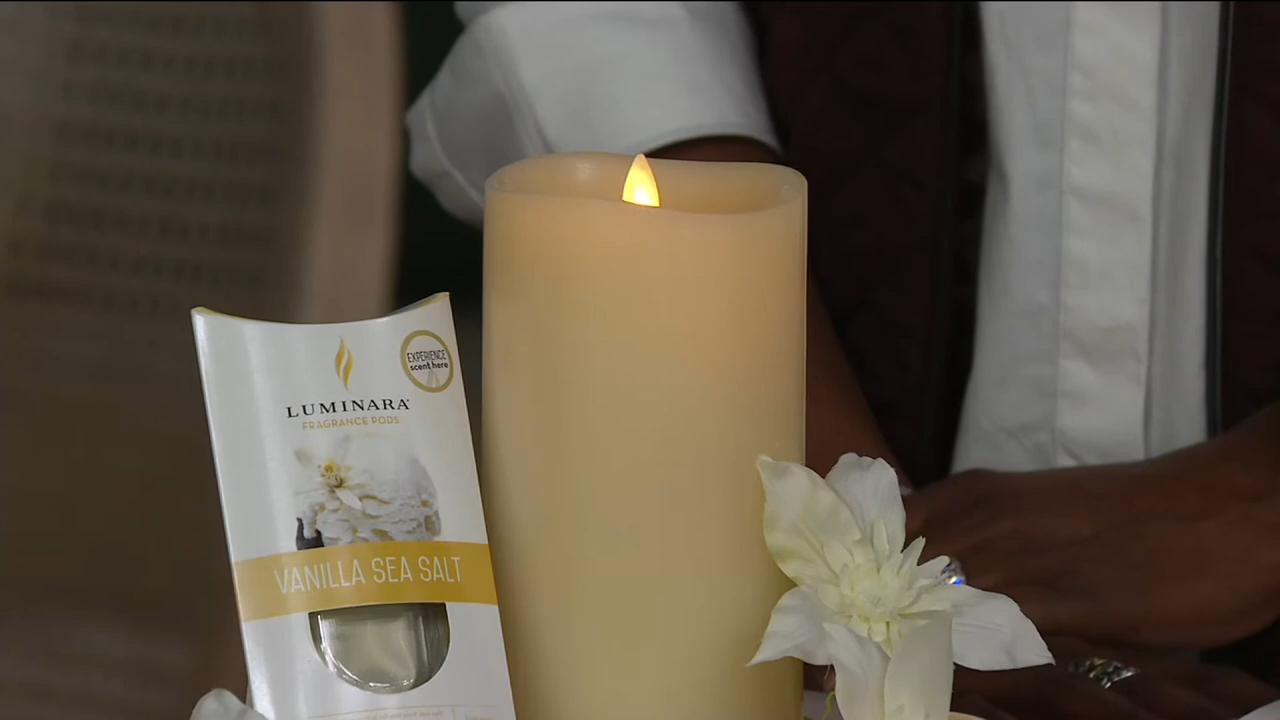 EXPERIENCE
scent here
LUMINARA
FRAGRANCE PODS
VANILLA SEA SALT